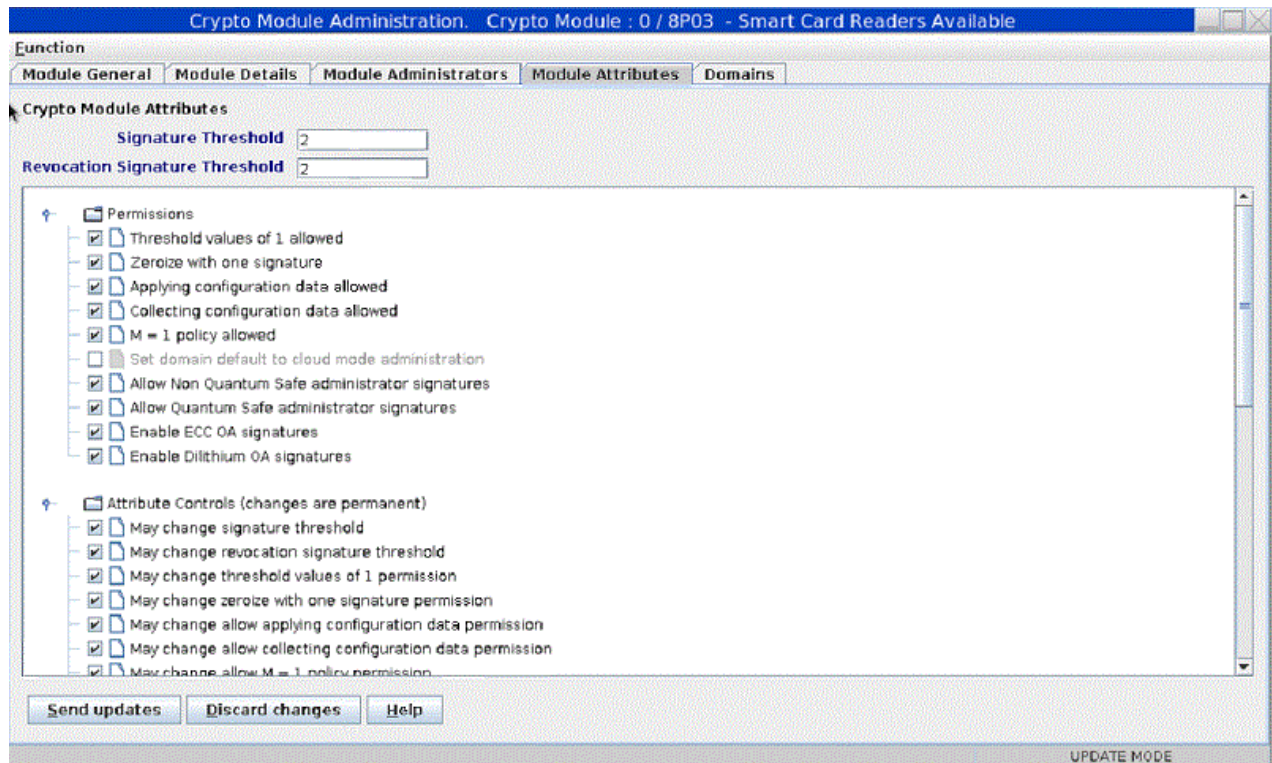 Crypto Module Administration. Crypto Module : 0 / 8P03 - Smart Card Readers Available
Function
Module General Module Details Module Administrators Module Attributes Domains
Crypto Module Attributes
Signature Threshold 2
Revocation Signature Threshold 2
Permissions
Threshold values of 1 allowed
Zeroize with one signature
Applying configuration data allowed
Collecting configuration data allowed
M = 1 policy allowed
Set domain default to cloud mode administration
Allow Non Quantum Safe administrator signatures
Allow Quantum Safe administrator signatures
Enable ECC OA signatures
Enable Dilithium OA signatures
Attribute Controls (changes are permanent)
May change signature threshold
May change revocation signature threshold
May change threshold values of 1 permission
May change zeroize with one signature permission
May change allow applying configuration data permission
May change allow collecting configuration data permission
May change allow M = 1 policy permission
Send updates Discard changes Help
UPDATE MODE